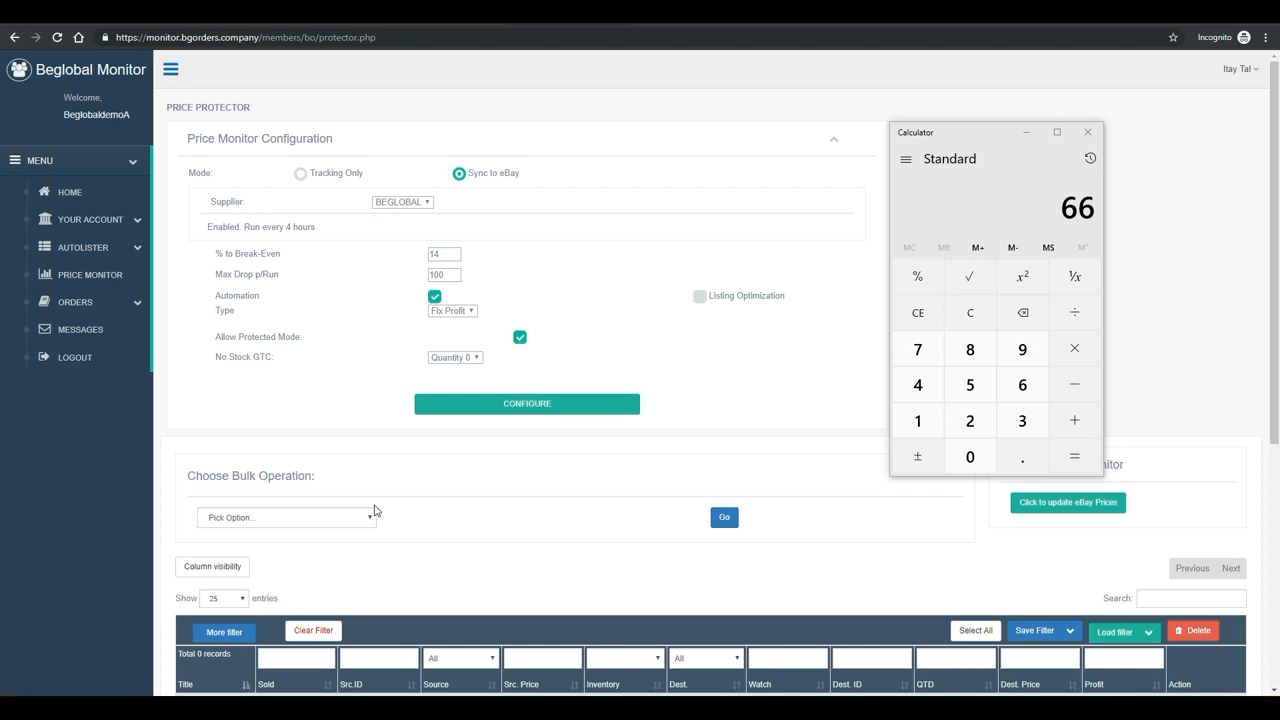 https://monitor.bgorders.company/members/bo/protector.php
Incognito
Beglobal Monitor
Itay Tal
Welcome,
BeglobaldemoA
MENU
HOME
YOUR ACCOUNT
AUTOLISTER
PRICE MONITOR
ORDERS
MESSAGES
LOGOUT
PRICE PROTECTOR
Price Monitor Configuration
Mode:
Tracking Only
Sync to eBay
Supplier:
BEGLOBAL
Enabled. Run every 4 hours
% to Break-Even
14
Max Drop p/Run
100
Automation
Listing Optimization
Type
Fix Profit
Allow Protected Mode:
No Stock GTC:
Quantity 0
CONFIGURE
Calculator
Standard
66
MC MR M+ M- MS M˅
% √ x² ¹/x
CE C ÷
7 8 9 ×
4 5 6 −
1 2 3 +
± 0 . =
Choose Bulk Operation:
Pick Option...
Go
nitor
Click to update eBay Prices
Column visibility
Previous Next
Show 25 entries
Search:
More filter
Clear Filter
Select All
Save Filter
Load filter
Delete
Total 0 records
All
All
Title Sold Src.ID Source Src. Price Inventory Dest. Watch Dest. ID QTD Dest. Price Profit Action